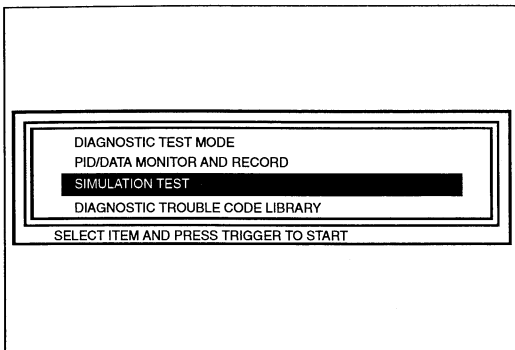 DIAGNOSTIC TEST MODE
PID/DATA MONITOR AND RECORD
SIMULATION TEST
DIAGNOSTIC TROUBLE CODE LIBRARY
SELECT ITEM AND PRESS TRIGGER TO START